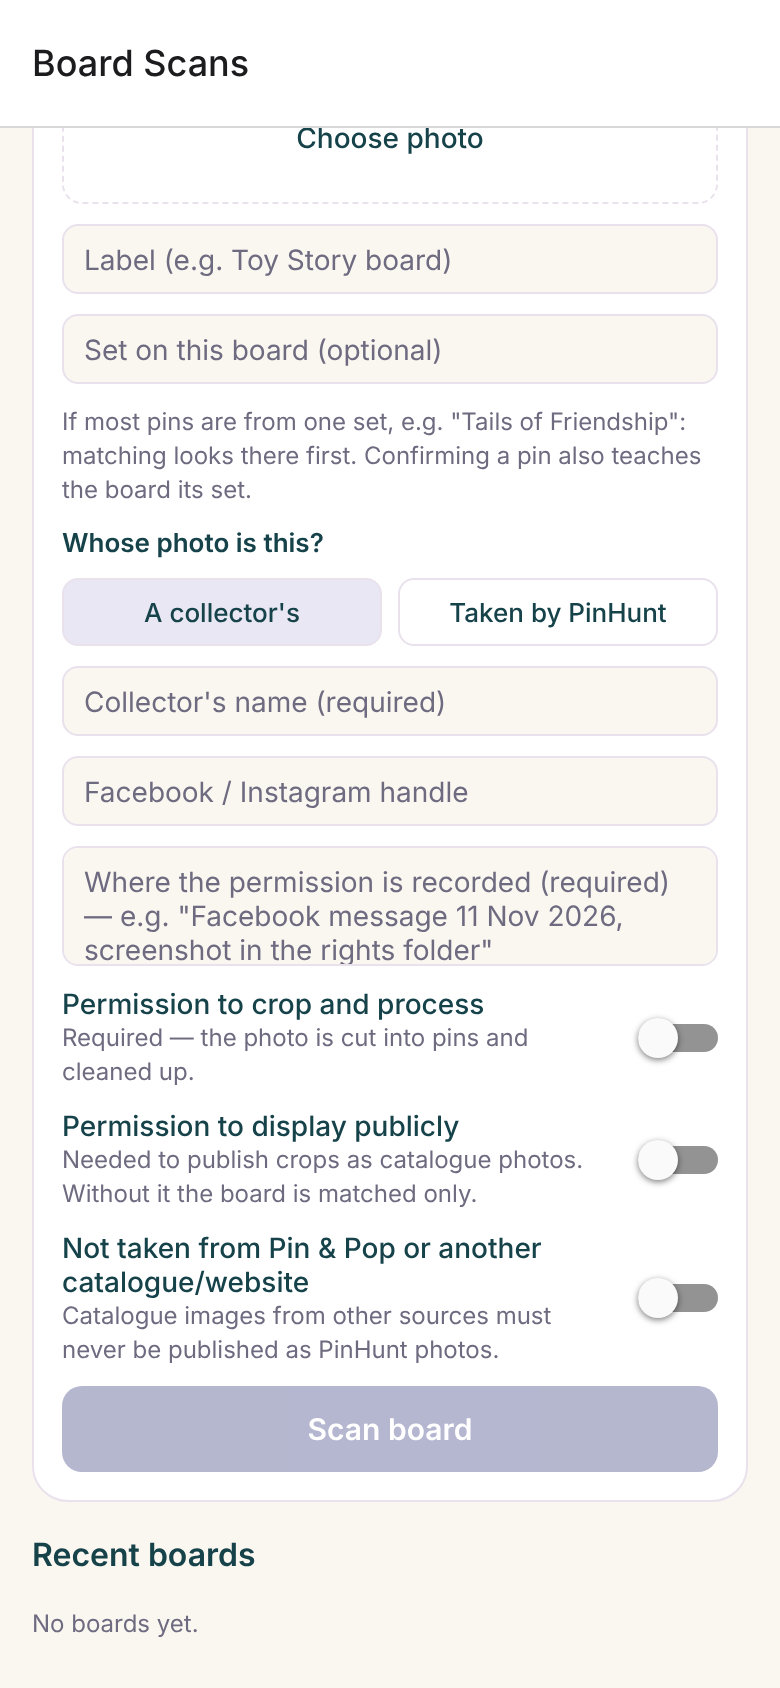 Board Scans
Choose photo
Label (e.g. Toy Story board)
Set on this board (optional)
If most pins are from one set, e.g. "Tails of Friendship":
matching looks there first. Confirming a pin also teaches
the board its set.
Whose photo is this?
A collector's
Taken by PinHunt
Collector's name (required)
Facebook / Instagram handle
Where the permission is recorded (required)
— e.g. "Facebook message 11 Nov 2026,
screenshot in the rights folder"
Permission to crop and process
Required — the photo is cut into pins and
cleaned up.
Permission to display publicly
Needed to publish crops as catalogue photos.
Without it the board is matched only.
Not taken from Pin & Pop or another
catalogue/website
Catalogue images from other sources must
never be published as PinHunt photos.
Scan board
Recent boards
No boards yet.